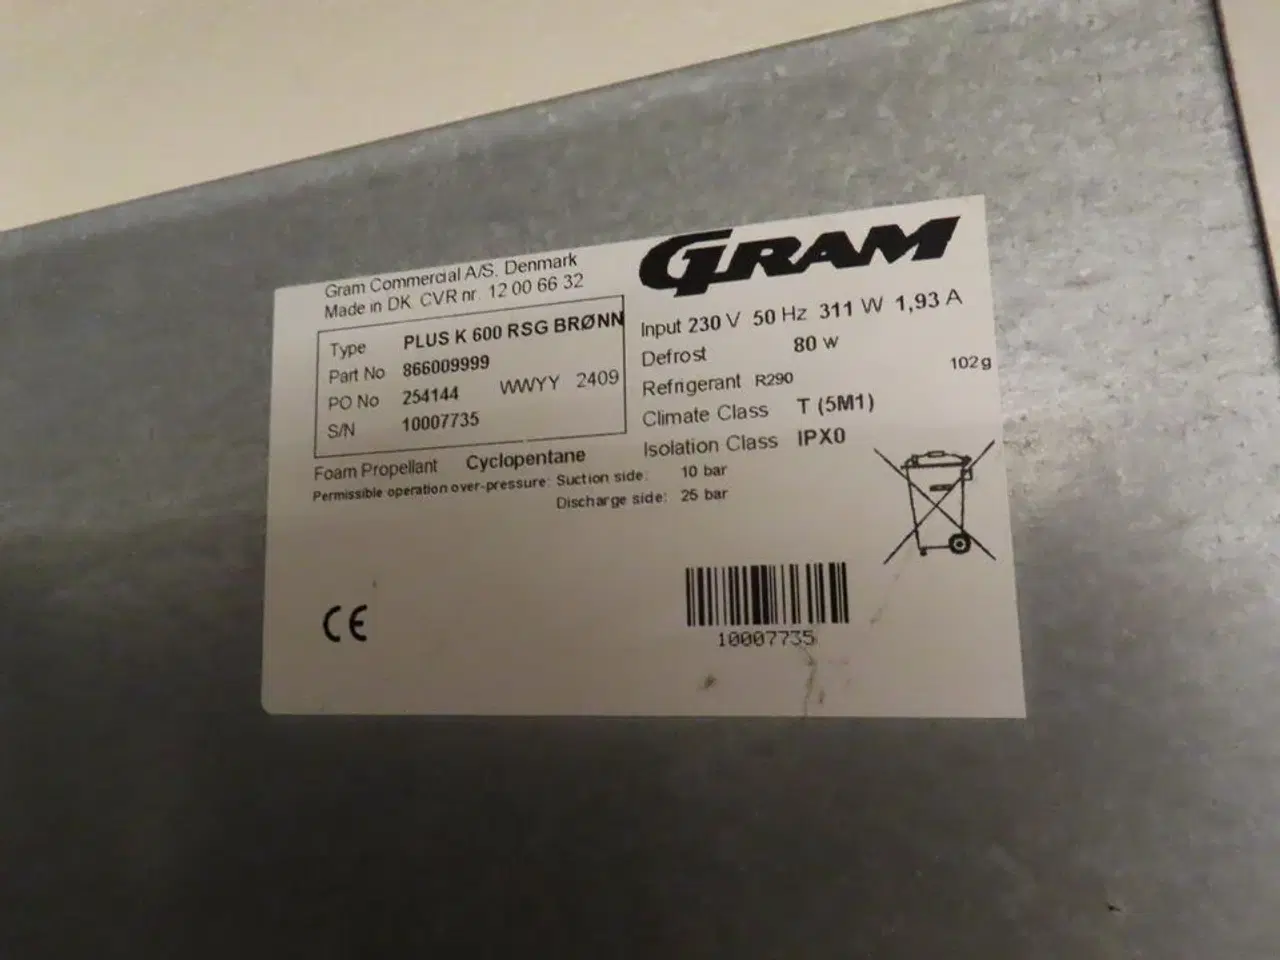 Gram Commercial A/S. Denmark
Made in DK. CVR nr. 12 00 66 32
GRAM
Type PLUS K 600 RSG BRØNN
Part No 866009999
PO No 254144 WWYY 2409
S/N 10007735
Input 230 V 50 Hz 311 W 1,93 A
Defrost 80 W
Refrigerant R290 102g
Climate Class T (5M1)
Isolation Class IPX0
Foam Propellant Cyclopentane
Permissible operation over-pressure: Suction side: 10 bar
Discharge side: 25 bar
CE
10007735